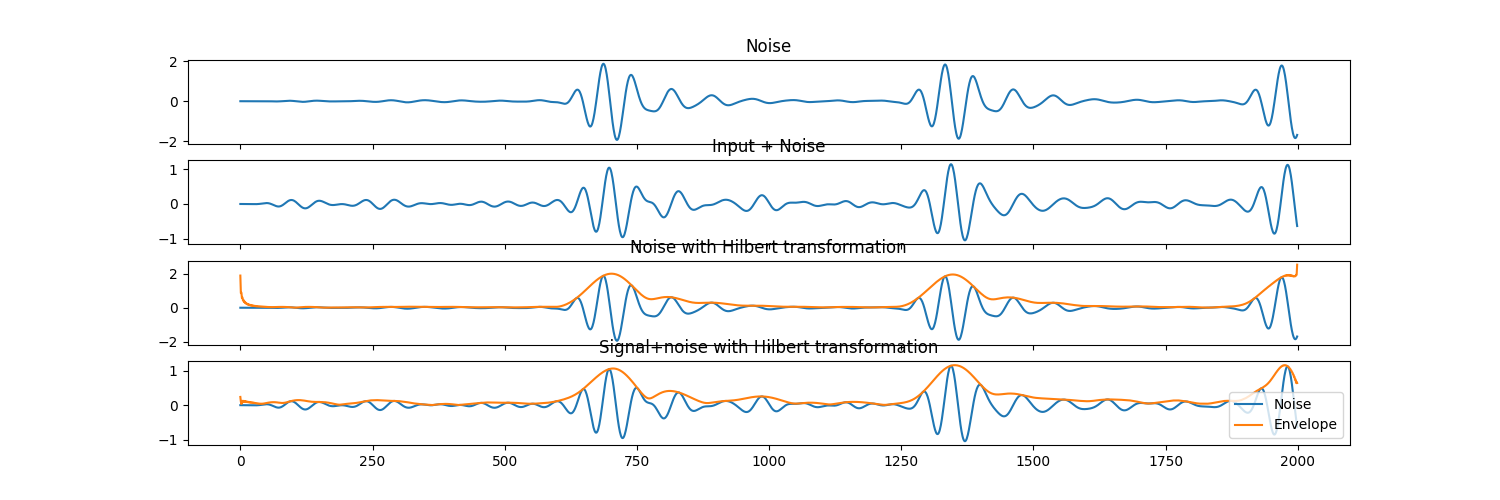 Noise
2
0
−2
Input + Noise
1
0
−1
Noise with Hilbert transformation
2
0
−2
Signal+noise with Hilbert transformation
1
0
−1
Noise
Envelope
0 250 500 750 1000 1250 1500 1750 2000